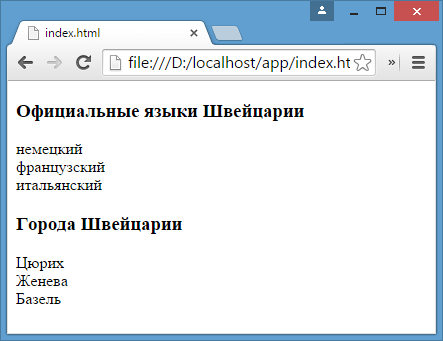 index.html
file:///D:/localhost/app/index.ht
Официальные языки Швейцарии
немецкий
французский
итальянский
Города Швейцарии
Цюрих
Женева
Базель